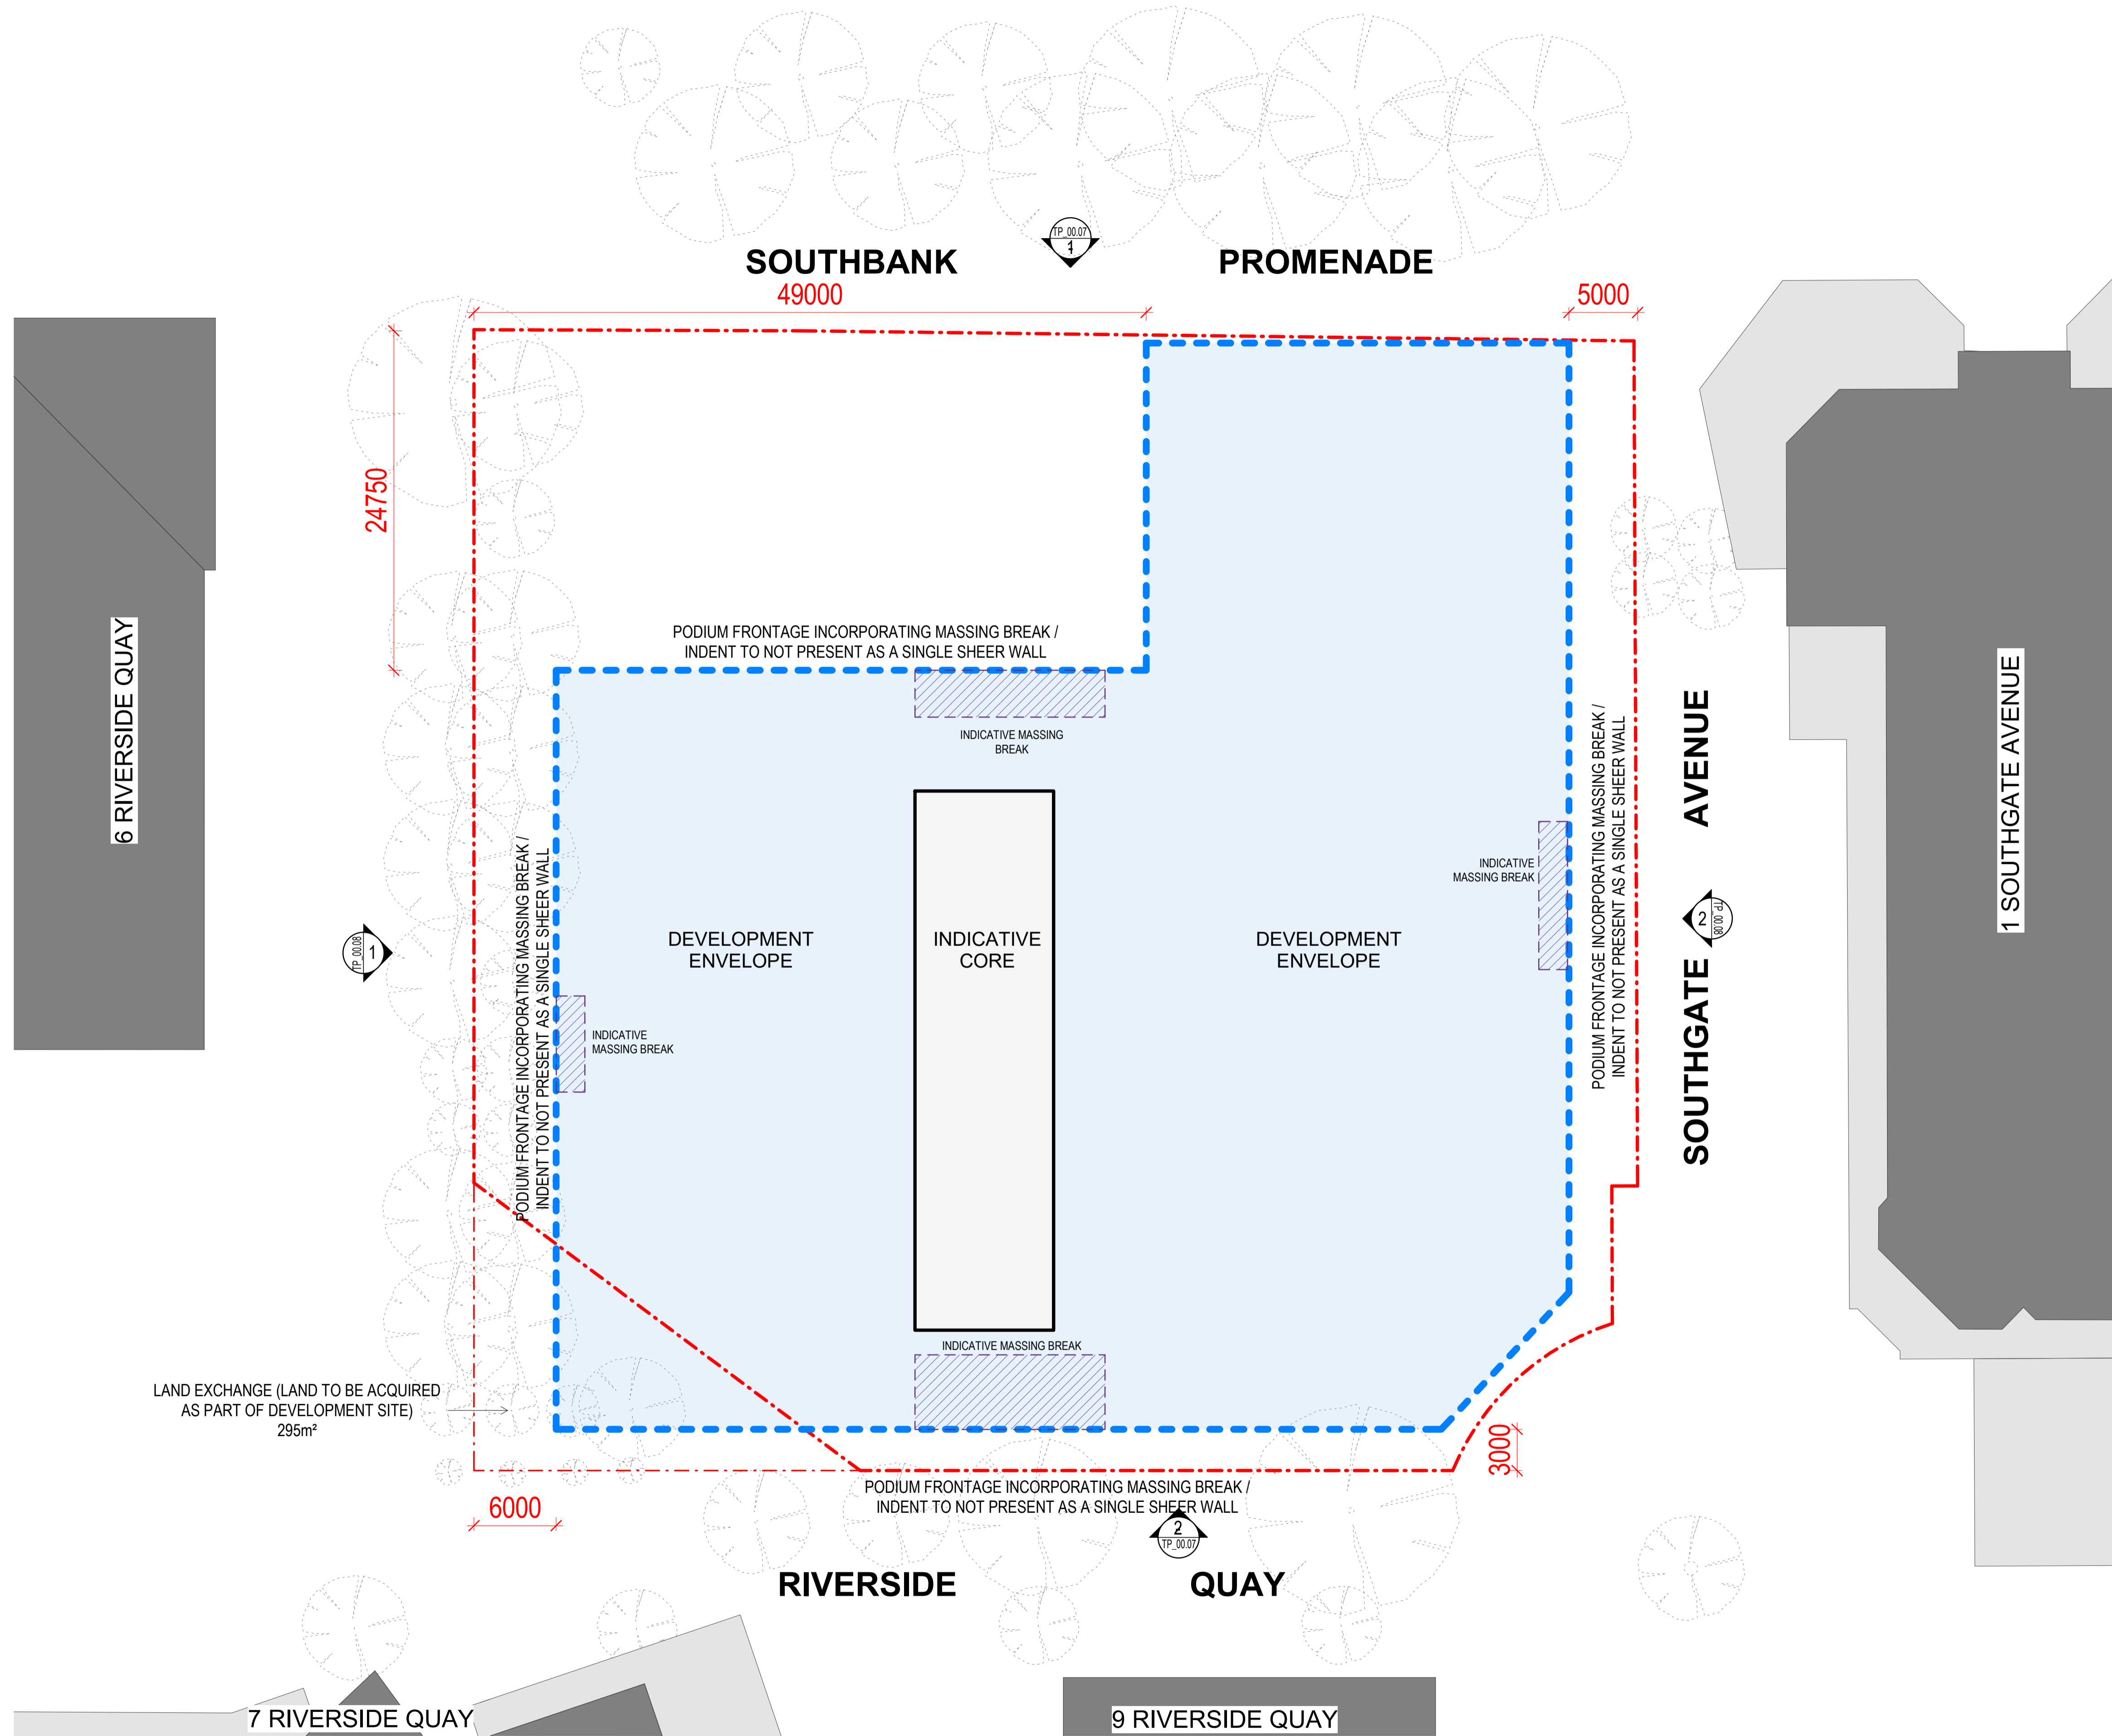 TP_00.07
1
SOUTHBANK PROMENADE
49000
5000
24750
6 RIVERSIDE QUAY
PODIUM FRONTAGE INCORPORATING MASSING BREAK /
INDENT TO NOT PRESENT AS A SINGLE SHEER WALL
INDICATIVE MASSING
BREAK
PODIUM FRONTAGE INCORPORATING MASSING BREAK /
INDENT TO NOT PRESENT AS A SINGLE SHEER WALL
SOUTHGATE AVENUE
1 SOUTHGATE AVENUE
INDICATIVE
MASSING BREAK
2
TP_00.08
DEVELOPMENT
ENVELOPE
INDICATIVE
CORE
DEVELOPMENT
ENVELOPE
TP_00.08
1
PODIUM FRONTAGE INCORPORATING MASSING BREAK /
INDENT TO NOT PRESENT AS A SINGLE SHEER WALL
INDICATIVE
MASSING BREAK
INDICATIVE MASSING BREAK
LAND EXCHANGE (LAND TO BE ACQUIRED
AS PART OF DEVELOPMENT SITE)
295m²
3000
6000
PODIUM FRONTAGE INCORPORATING MASSING BREAK /
INDENT TO NOT PRESENT AS A SINGLE SHEER WALL
2
TP_00.07
RIVERSIDE QUAY
7 RIVERSIDE QUAY
9 RIVERSIDE QUAY